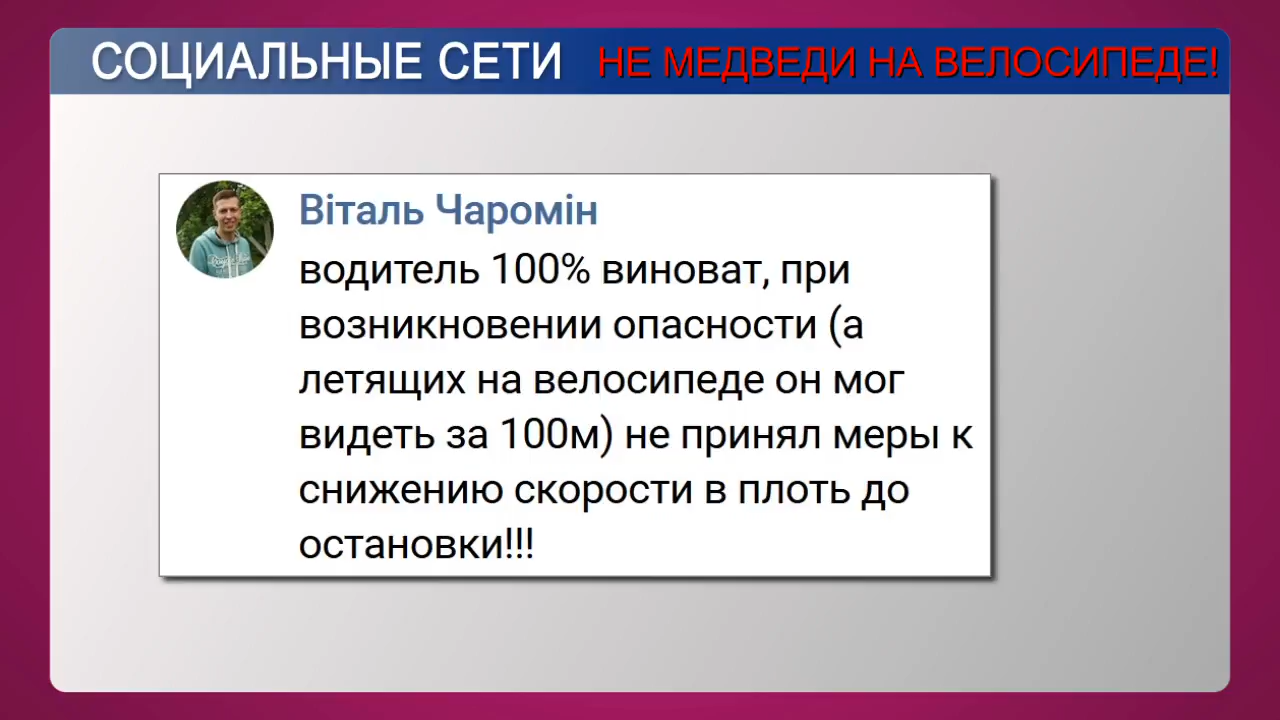 СОЦИАЛЬНЫЕ СЕТИ НЕ МЕДВЕДИ НА ВЕЛОСИПЕДЕ!
Віталь Чаромін
водитель 100% виноват, при
возникновении опасности (а
летящих на велосипеде он мог
видеть за 100м) не принял меры к
снижению скорости в плоть до
остановки!!!